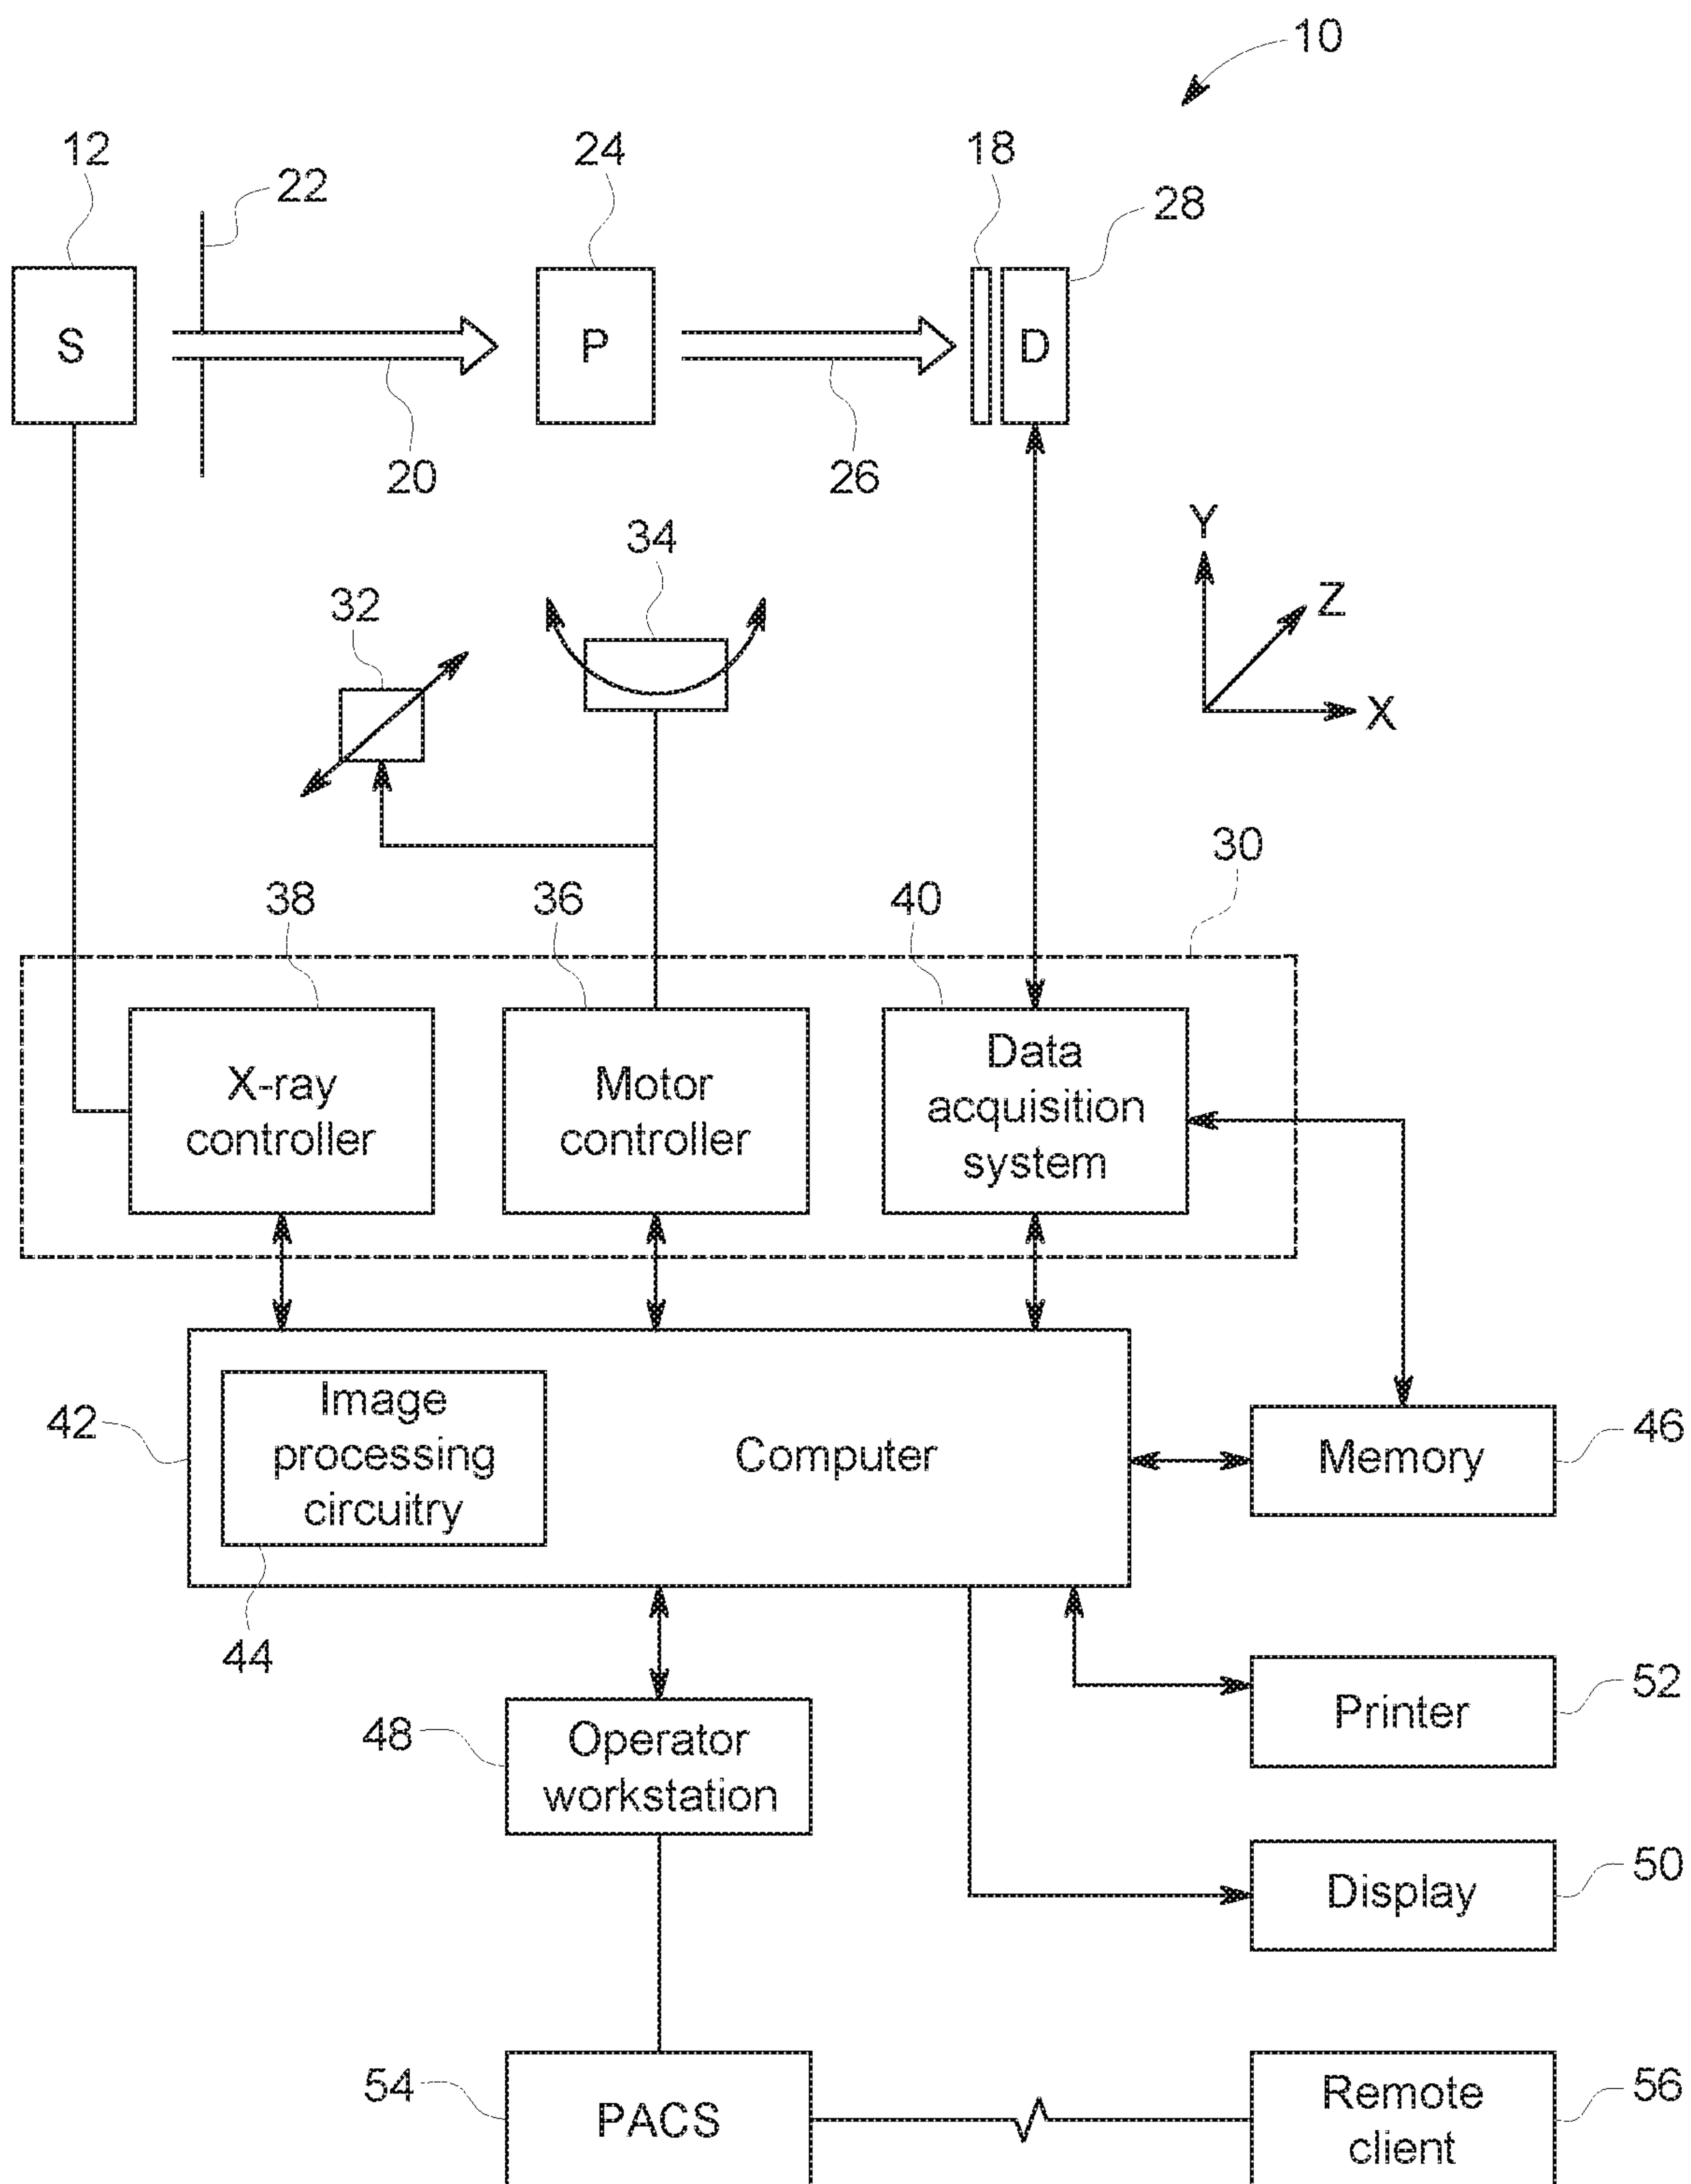 10
12
22
24
18
28
S
P
D
20
26
34
32
Y
Z
X
30
38
36
40
X-ray
controller
Motor
controller
Data
acquisition
system
42
Image
processing
circuitry
Computer
Memory
46
44
48
Operator
workstation
Printer
52
Display
50
54
PACS
Remote
client
56